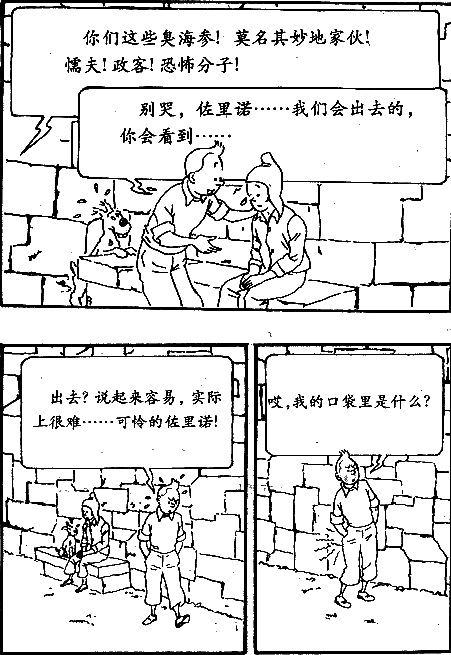 你们这些臭海参！莫名其妙地家伙！
懦夫！政客！恐怖分子！
别哭，佐里诺……我们会出去的，
你会看到……
出去？说起来容易，实际
上很难……可怜的佐里诺！
哎，我的口袋里是什么？